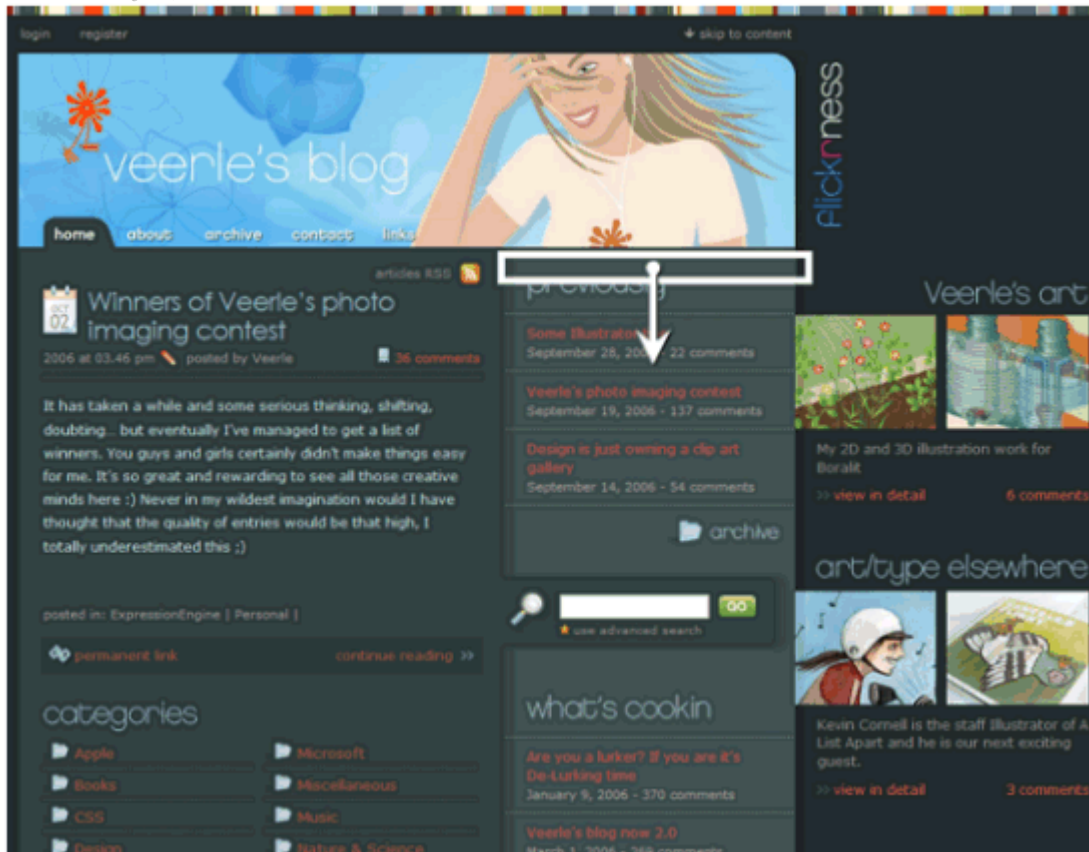 login register
skip to content
veerle's blog
home about archive contact links
flickrness
articles RSS
OCT
02
Winners of Veerle's photo
imaging contest
2006 at 03.46 pm posted by Veerle 36 comments
It has taken a while and some serious thinking, shifting,
doubting... but eventually I've managed to get a list of
winners. You guys and girls certainly didn't make things easy
for me. It's so great and rewarding to see all those creative
minds here :) Never in my wildest imagination would I have
thought that the quality of entries would be that high, I
totally underestimated this ;)
posted in: ExpressionEngine | Personal |
permanent link continue reading >>
categories
Apple Microsoft
Books Miscellaneous
CSS Music
Design Nature & Science
previously
Some Illustrator
September 28, 2006 - 22 comments
Veerle's photo imaging contest
September 19, 2006 - 137 comments
Design is just owning a clip art
gallery
September 14, 2006 - 54 comments
archive
GO
use advanced search
what's cookin
Are you a lurker? If you are it's
De-Lurking time
January 9, 2006 - 370 comments
Veerle's blog now 2.0
March 1, 2006 - 269 comments
Veerle's art
My 2D and 3D illustration work for
Boralit
>> view in detail 6 comments
art/type elsewhere
Kevin Cornell is the staff Illustrator of A
List Apart and he is our next exciting
guest.
>> view in detail 3 comments